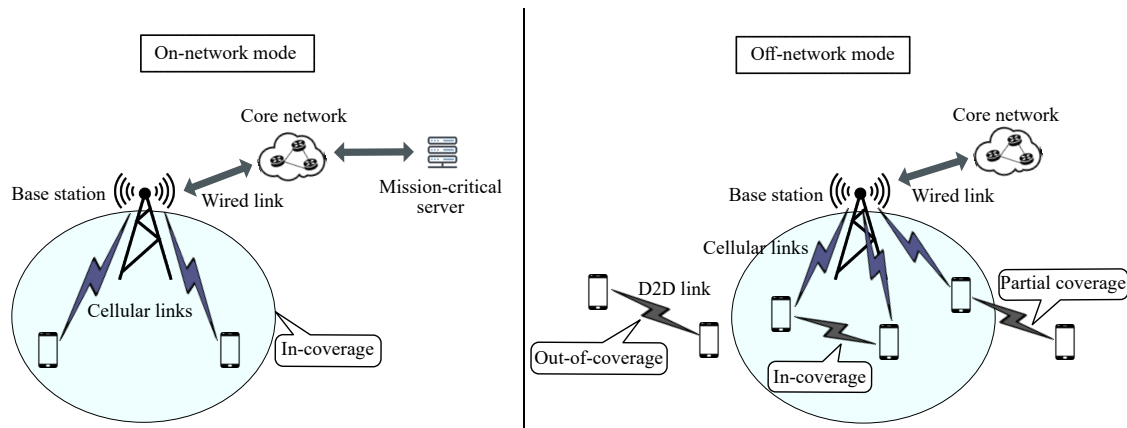 On-network mode
Core network
Base station
Wired link
Mission-critical
server
Cellular links
In-coverage
Off-network mode
Core network
Base station
Wired link
Cellular links
D2D link
Partial coverage
Out-of-coverage
In-coverage